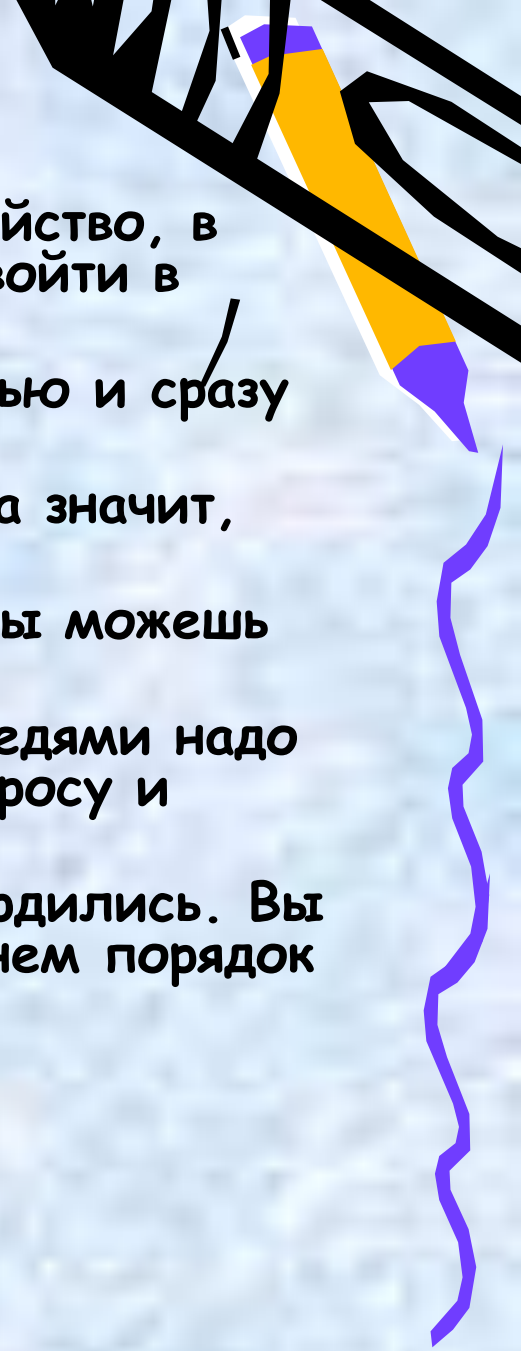 йство, в
войти в
ью и сразу
а значит,
ы можешь
едями надо
росу и
одились. Вы
нем порядок